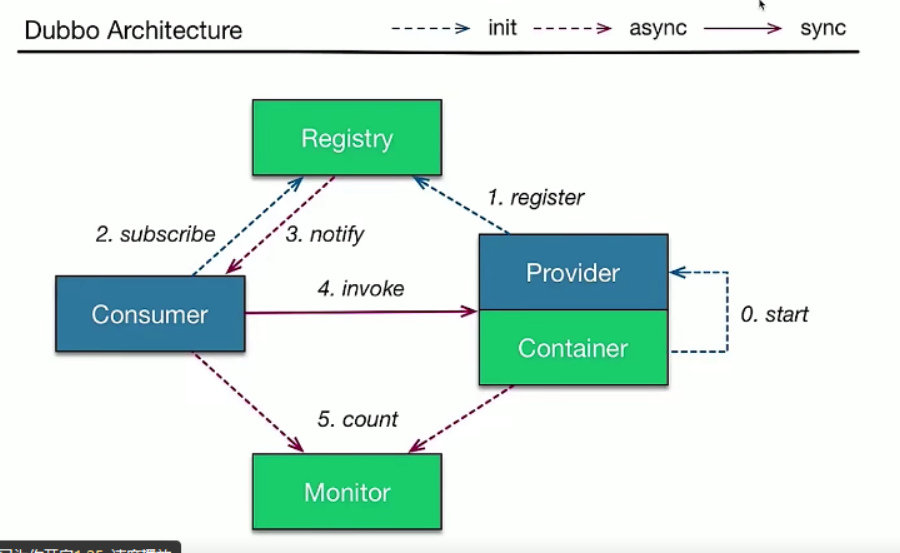 Dubbo Architecture
init
async
sync
Registry
1. register
2. subscribe
3. notify
Provider
4. invoke
Consumer
0. start
Container
5. count
Monitor